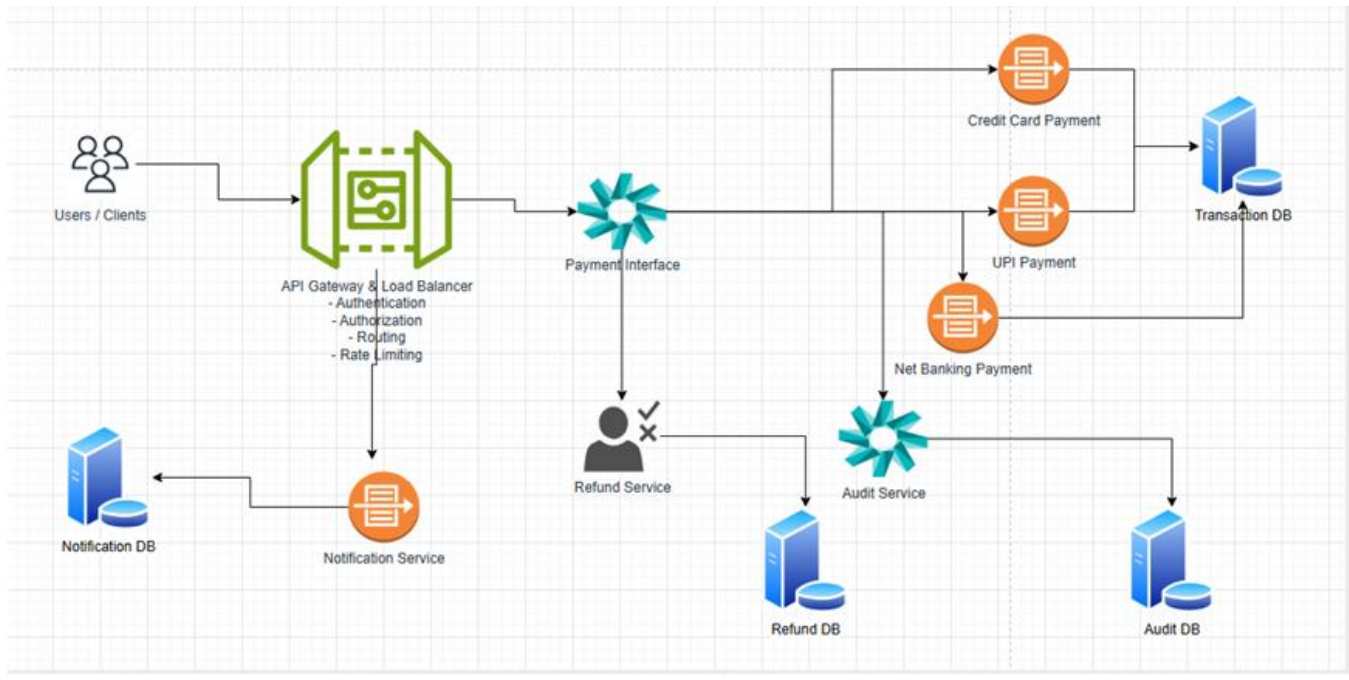 Credit Card Payment
Users / Clients
Transaction DB
Payment Interface
UPI Payment
API Gateway & Load Balancer
- Authentication
- Authorization
- Routing
- Rate Limiting
Net Banking Payment
Refund Service
Audit Service
Notification DB
Notification Service
Refund DB
Audit DB